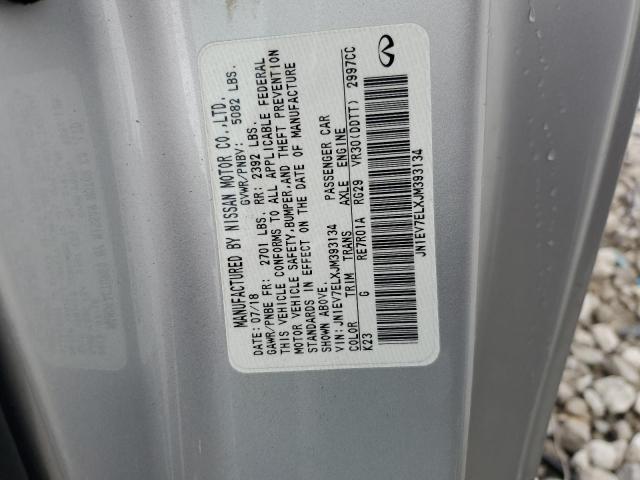 MANUFACTURED BY NISSAN MOTOR CO.,LTD.
DATE: 07/18 GVWR/PNBV: 5082 LBS.
GAWR/PNBE FR: 2701 LBS. RR: 2392 LBS.
THIS VEHICLE CONFORMS TO ALL APPLICABLE FEDERAL
MOTOR VEHICLE SAFETY, BUMPER, AND THEFT PREVENTION
STANDARDS IN EFFECT ON THE DATE OF MANUFACTURE
SHOWN ABOVE.
VIN: JN1EV7ELXJM393134 PASSENGER CAR
COLOR TRIM TRANS AXLE ENGINE
K23 G RE7R01A RG29 VR30(DDTT) 2997CC
JN1EV7ELXJM393134